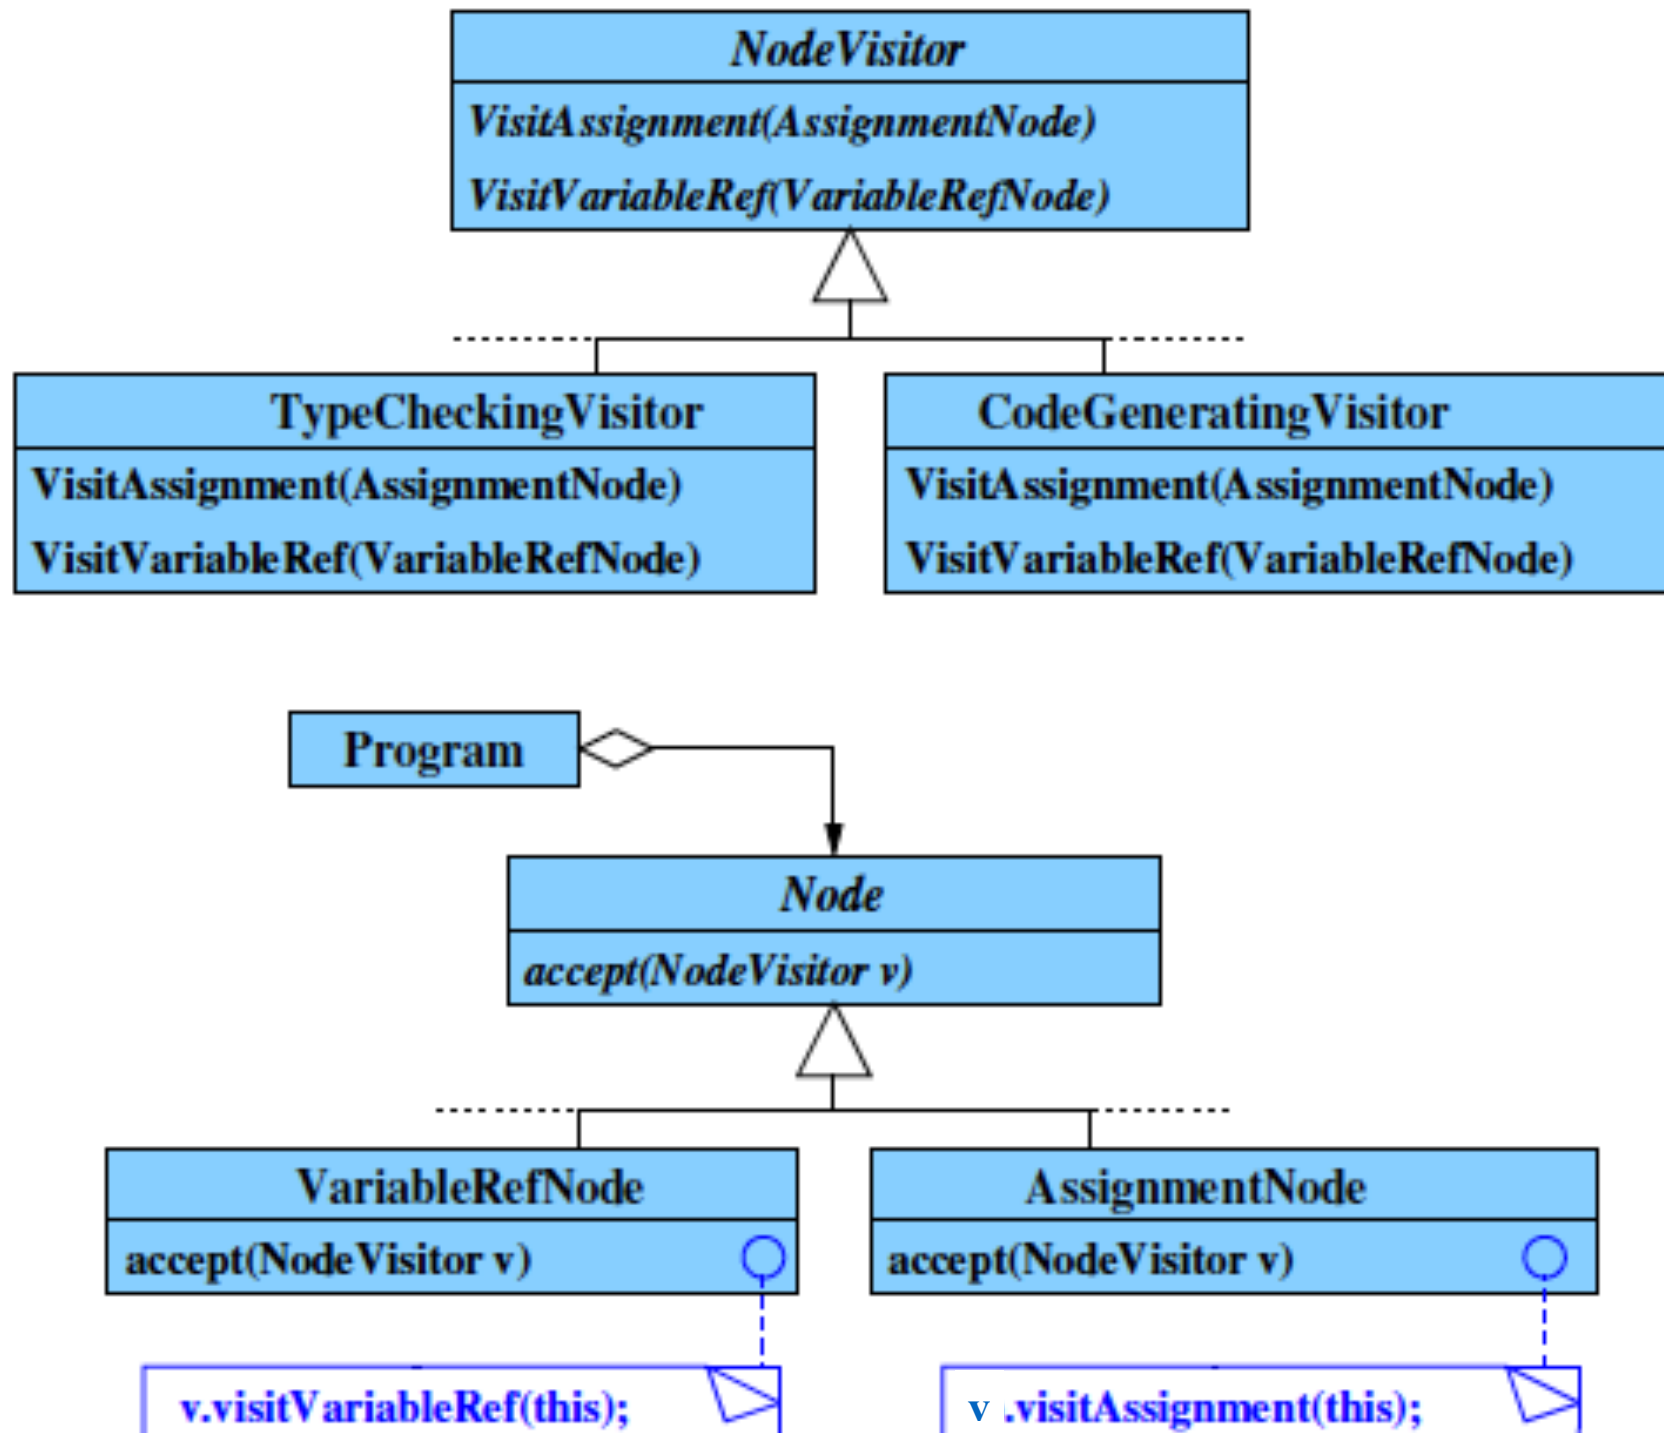 NodeVisitor
VisitAssignment(AssignmentNode)
VisitVariableRef(VariableRefNode)
TypeCheckingVisitor
VisitAssignment(AssignmentNode)
VisitVariableRef(VariableRefNode)
CodeGeneratingVisitor
VisitAssignment(AssignmentNode)
VisitVariableRef(VariableRefNode)
Program
Node
accept(NodeVisitor v)
VariableRefNode
accept(NodeVisitor v)
v.visitVariableRef(this);
AssignmentNode
accept(NodeVisitor v)
v.visitAssignment(this);